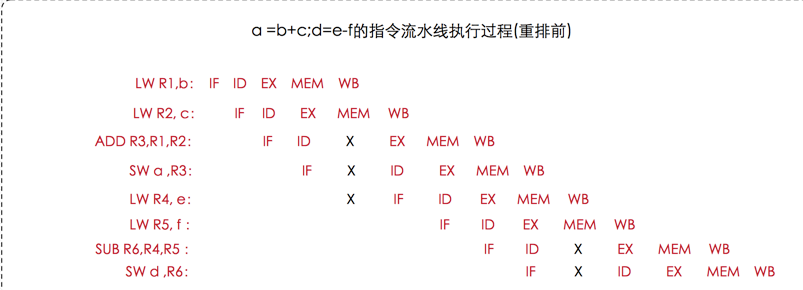 a =b+c;d=e-f的指令流水线执行过程(重排前)
LW R1,b: IF ID EX MEM WB
LW R2, c: IF ID EX MEM WB
ADD R3,R1,R2: IF ID X EX MEM WB
SW a ,R3: IF X ID EX MEM WB
LW R4, e: X IF ID EX MEM WB
LW R5, f : IF ID EX MEM WB
SUB R6,R4,R5 : IF ID X EX MEM WB
SW d ,R6: IF X ID EX MEM WB